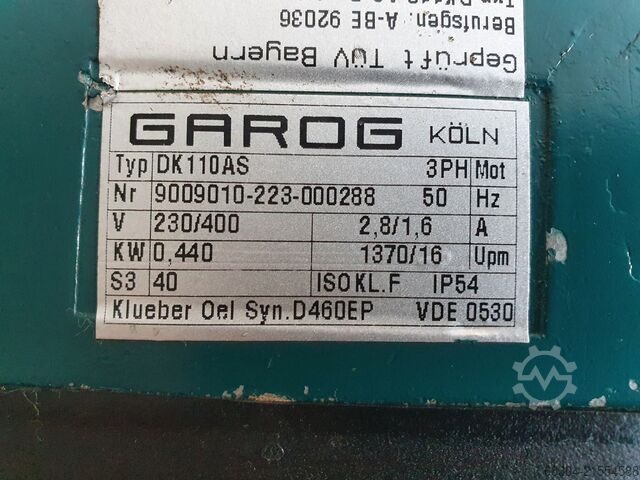 Geprüft TÜV Bayern
Berufsgen. A-BE 92036
GAROG KÖLN
Typ DK110AS 3PH Mot
Nr 9009010-223-000288 50 Hz
V 230/400 2,8/1,6 A
KW 0,440 1370/16 Upm
S3 40 ISOKL.F IP54
Klueber Oel Syn.D460EP VDE 0530